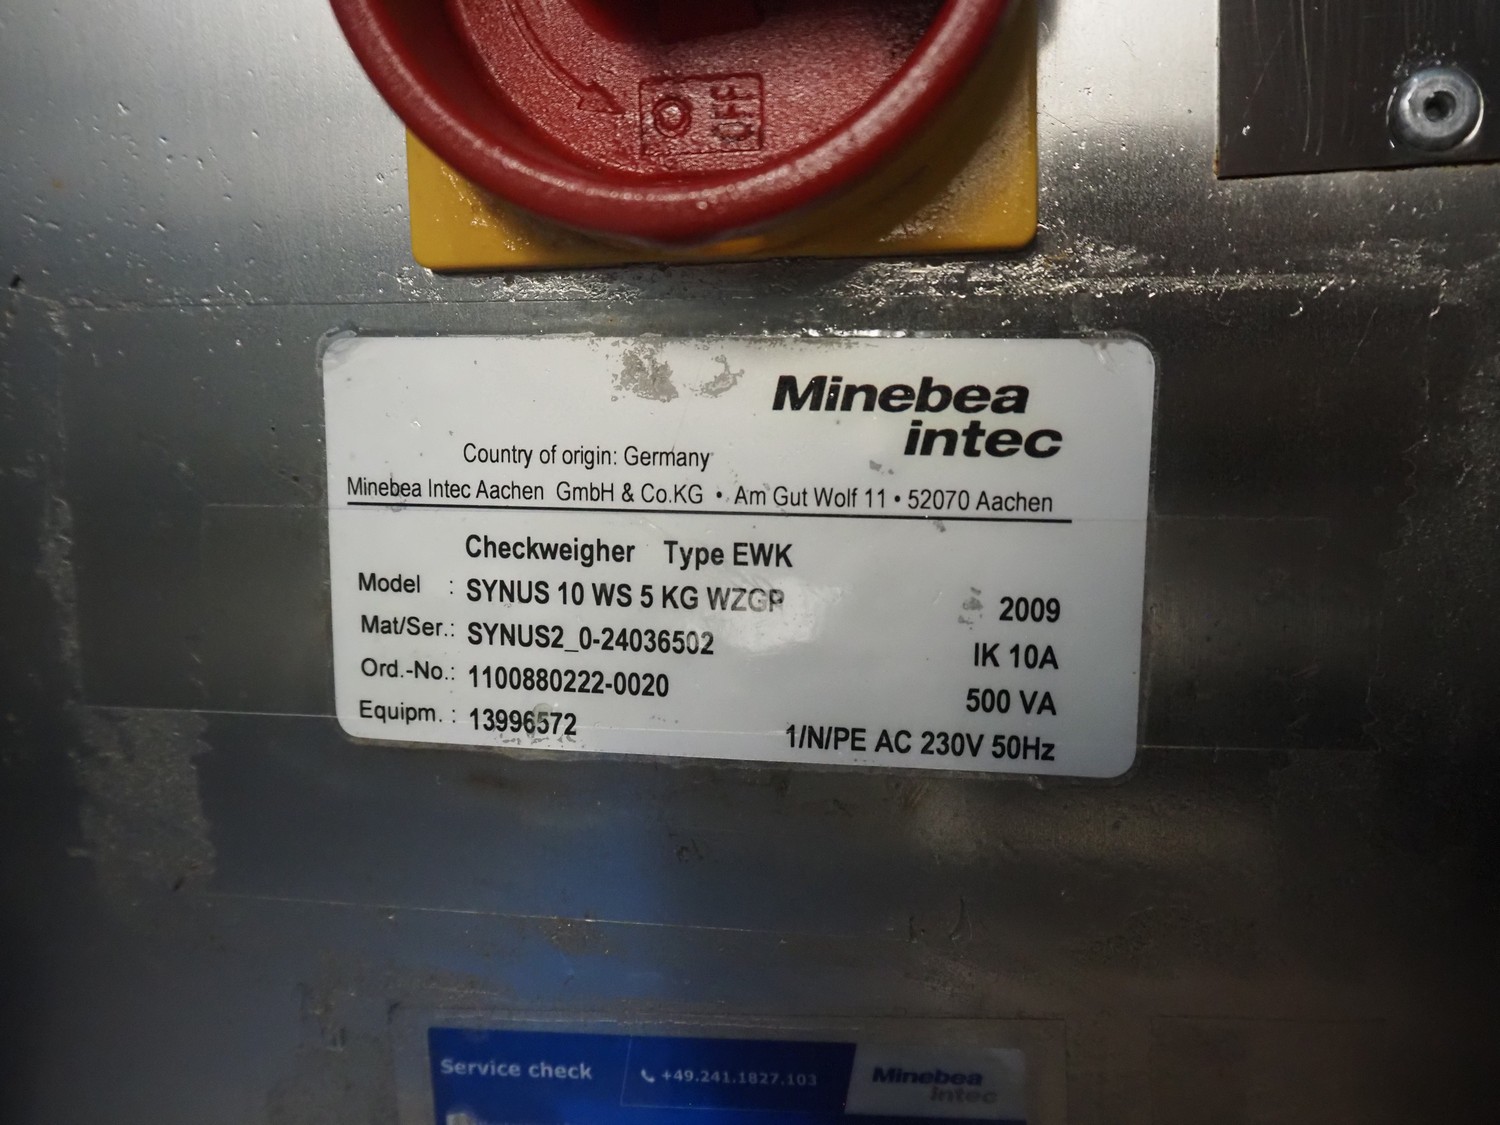 OFF
Minebea
intec
Country of origin: Germany
Minebea Intec Aachen GmbH & Co.KG • Am Gut Wolf 11 • 52070 Aachen
Checkweigher Type EWK
Model : SYNUS 10 WS 5 KG WZGP 2009
Mat/Ser.: SYNUS2_0-24036502 IK 10A
Ord.-No.: 1100880222-0020 500 VA
Equipm. : 13996572 1/N/PE AC 230V 50Hz
Service check +49.241.1827.103 Minebea
intec